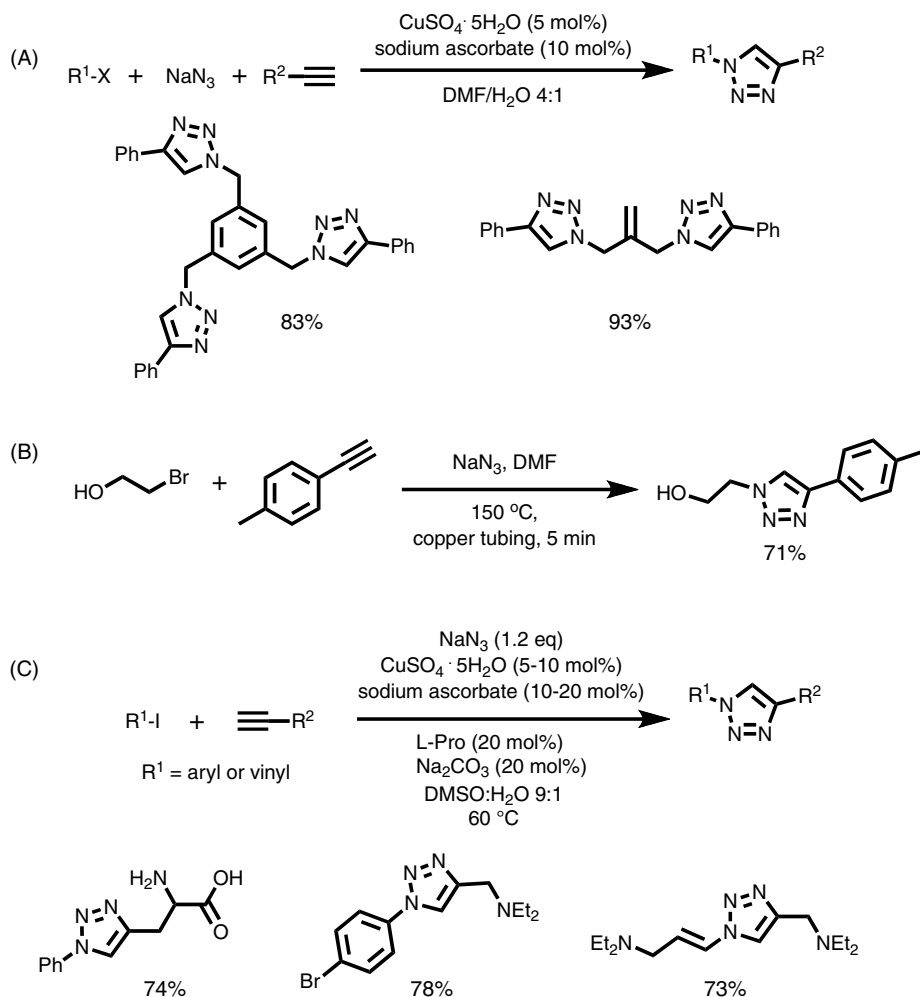 (A)
R¹-X + NaN₃ + R²
CuSO₄· 5H₂O (5 mol%)
sodium ascorbate (10 mol%)
DMF/H₂O 4:1
R¹ N N=N R²
Ph N=N N
N N=N Ph
N N N Ph
83%
Ph N=N N N N=N Ph
93%
(B)
HO Br +
NaN₃, DMF
150 °C,
copper tubing, 5 min
HO N N=N
71%
(C)
R¹-I + R²
R¹ = aryl or vinyl
NaN₃ (1.2 eq)
CuSO₄ · 5H₂O (5-10 mol%)
sodium ascorbate (10-20 mol%)
L-Pro (20 mol%)
Na₂CO₃ (20 mol%)
DMSO:H₂O 9:1
60 °C
R¹ N N=N R²
H₂N OH O
N=N N Ph
74%
N=N N NEt₂
Br
78%
Et₂N N N=N NEt₂
73%